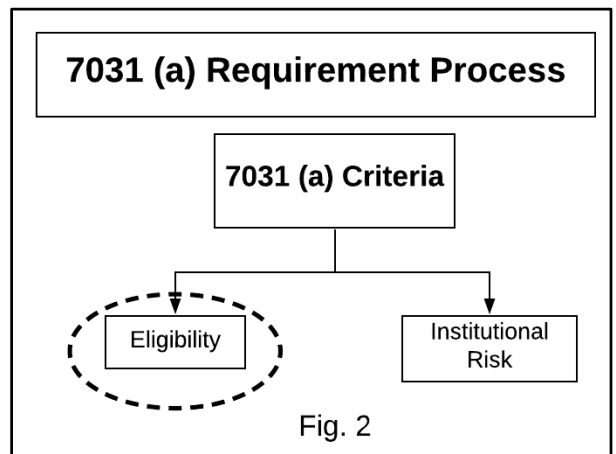 7031 (a) Requirement Process
7031 (a) Criteria
Eligibility
Institutional
Risk
Fig. 2